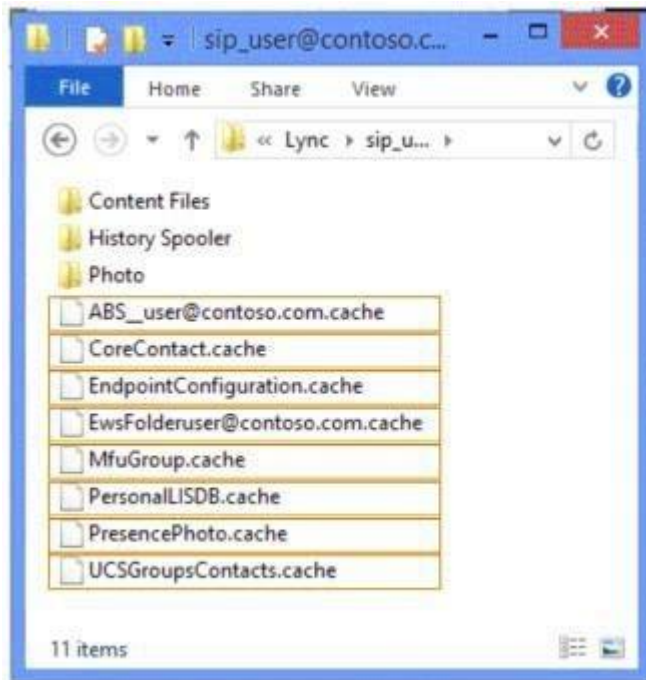 sip_user@contoso.c...
File Home Share View
« Lync sip_u...
Content Files
History Spooler
Photo
ABS__user@contoso.com.cache
CoreContact.cache
EndpointConfiguration.cache
EwsFolderuser@contoso.com.cache
MfuGroup.cache
PersonalLISDB.cache
PresencePhoto.cache
UCSGroupsContacts.cache
11 items